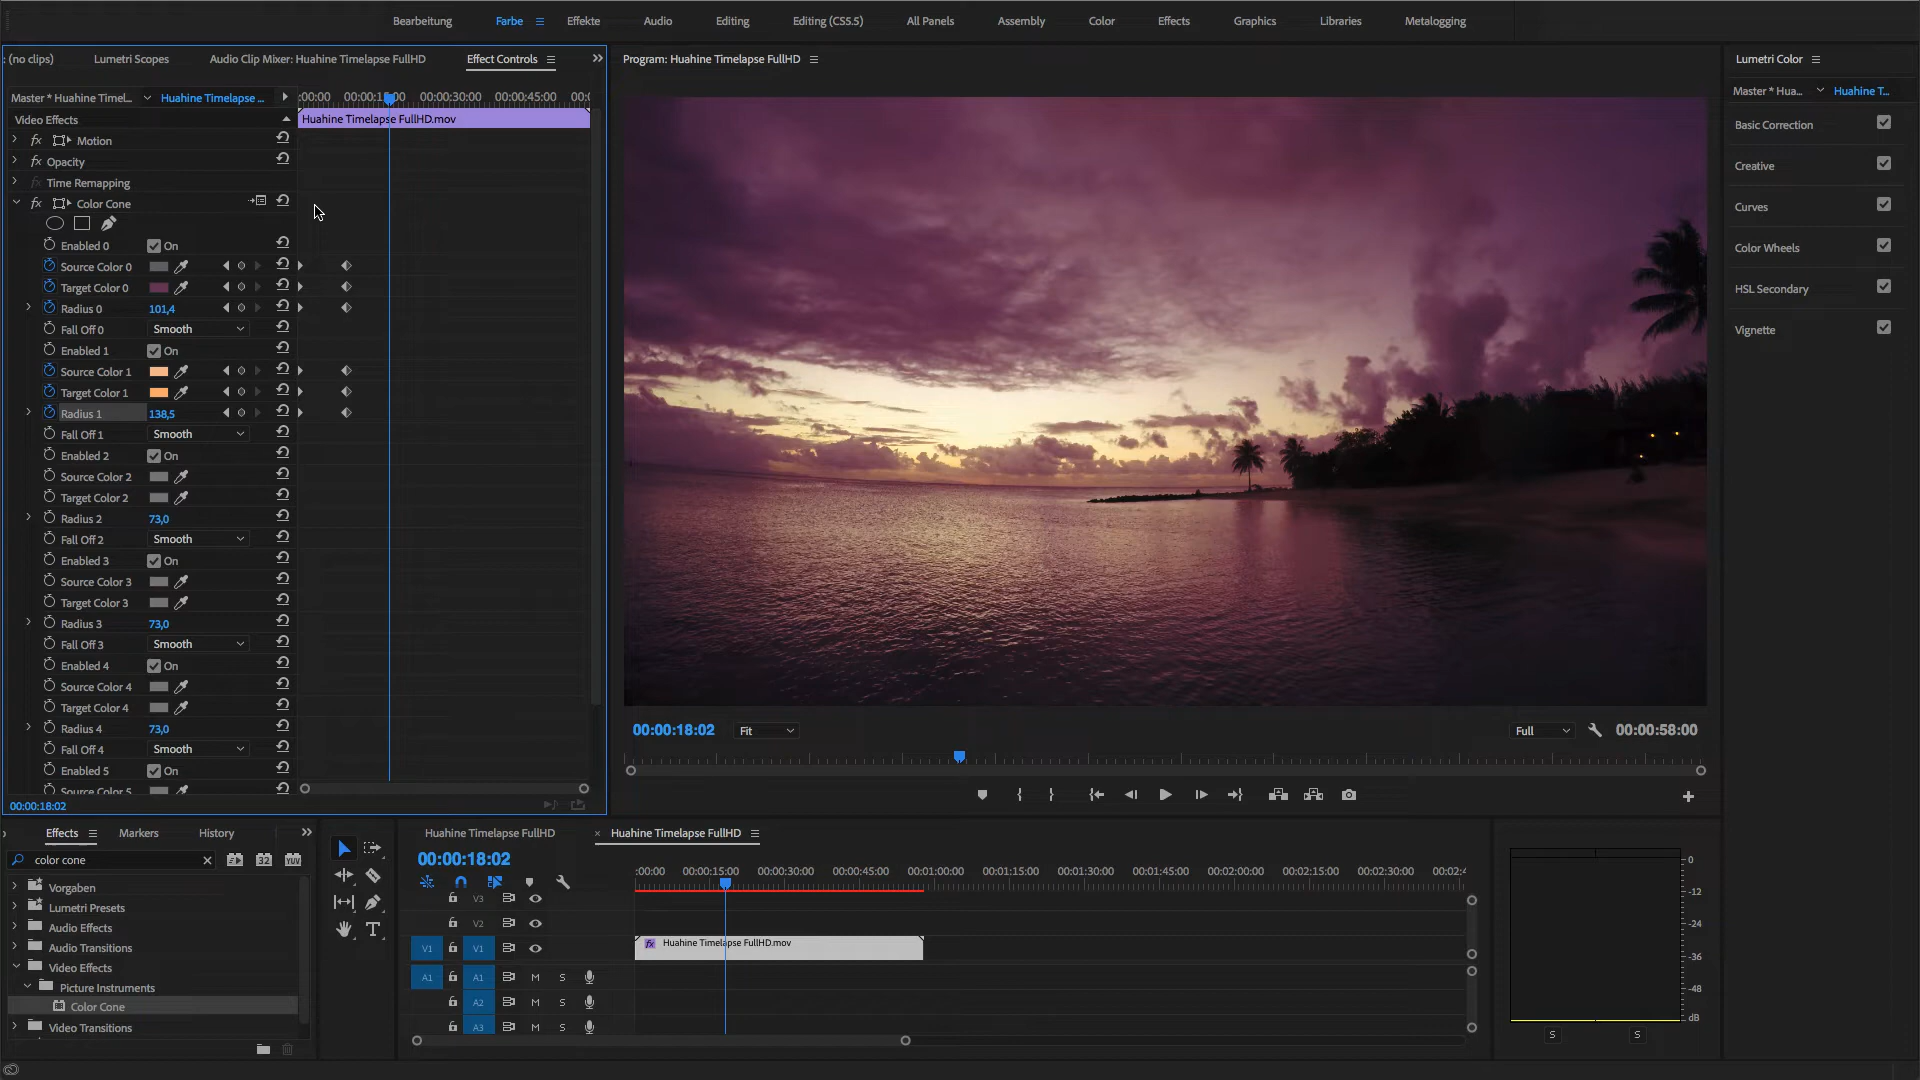 Bearbeitung Farbe Effekte Audio Editing Editing (CS5.5) All Panels Assembly Color Effects Graphics Libraries Metalogging
: (no clips) Lumetri Scopes Audio Clip Mixer: Huahine Timelapse FullHD Effect Controls
Master * Huahine Timel... Huahine Timelapse ... :00:00 00:00:15:00 00:00:30:00 00:00:45:00 00:(
Video Effects Huahine Timelapse FullHD.mov
fx Motion
fx Opacity
fx Time Remapping
fx Color Cone
Enabled 0 On
Source Color 0
Target Color 0
Radius 0 101,4
Fall Off 0 Smooth
Enabled 1 On
Source Color 1
Target Color 1
Radius 1 138,5
Fall Off 1 Smooth
Enabled 2 On
Source Color 2
Target Color 2
Radius 2 73,0
Fall Off 2 Smooth
Enabled 3 On
Source Color 3
Target Color 3
Radius 3 73,0
Fall Off 3 Smooth
Enabled 4 On
Source Color 4
Target Color 4
Radius 4 73,0
Fall Off 4 Smooth
Enabled 5 On
Source Color 5
00:00:18:02
Program: Huahine Timelapse FullHD
00:00:18:02 Fit Full 00:00:58:00
Lumetri Color
Master * Hua... Huahine T...
Basic Correction
Creative
Curves
Color Wheels
HSL Secondary
Vignette
Effects Markers History
color cone 32 YUV
Vorgaben
Lumetri Presets
Audio Effects
Audio Transitions
Video Effects
Picture Instruments
Color Cone
Video Transitions
T
Huahine Timelapse FullHD × Huahine Timelapse FullHD
00:00:18:02
:00:00 00:00:15:00 00:00:30:00 00:00:45:00 00:01:00:00 00:01:15:00 00:01:30:00 00:01:45:00 00:02:00:00 00:02:15:00 00:02:30:00 00:02:4
V3
V2
V1 V1 fx Huahine Timelapse FullHD.mov
A1 A1 M S
A2 M S
A3 M S
0
-12
-24
-36
-48
dB
S S